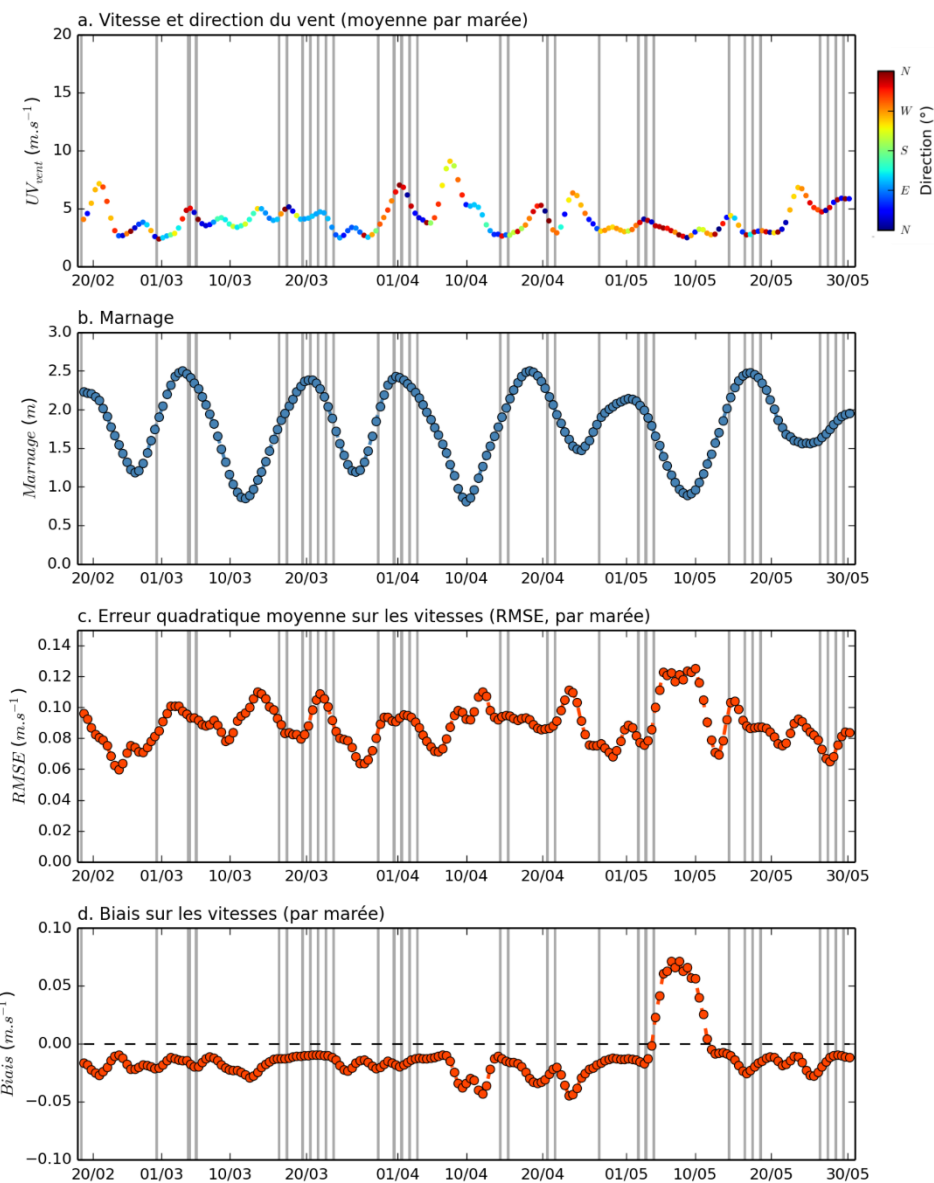 a. Vitesse et direction du vent (moyenne par marée)
UV_vent (m.s⁻¹)
20
15
10
5
0
20/02 01/03 10/03 20/03 01/04 10/04 20/04 01/05 10/05 20/05 30/05
N
W
S
E
N
Direction (°)
b. Marnage
Marnage (m)
3.0
2.5
2.0
1.5
1.0
0.5
0.0
20/02 01/03 10/03 20/03 01/04 10/04 20/04 01/05 10/05 20/05 30/05
c. Erreur quadratique moyenne sur les vitesses (RMSE, par marée)
RMSE (m.s⁻¹)
0.14
0.12
0.10
0.08
0.06
0.04
0.02
0.00
20/02 01/03 10/03 20/03 01/04 10/04 20/04 01/05 10/05 20/05 30/05
d. Biais sur les vitesses (par marée)
Biais (m.s⁻¹)
0.10
0.05
0.00
−0.05
−0.10
20/02 01/03 10/03 20/03 01/04 10/04 20/04 01/05 10/05 20/05 30/05